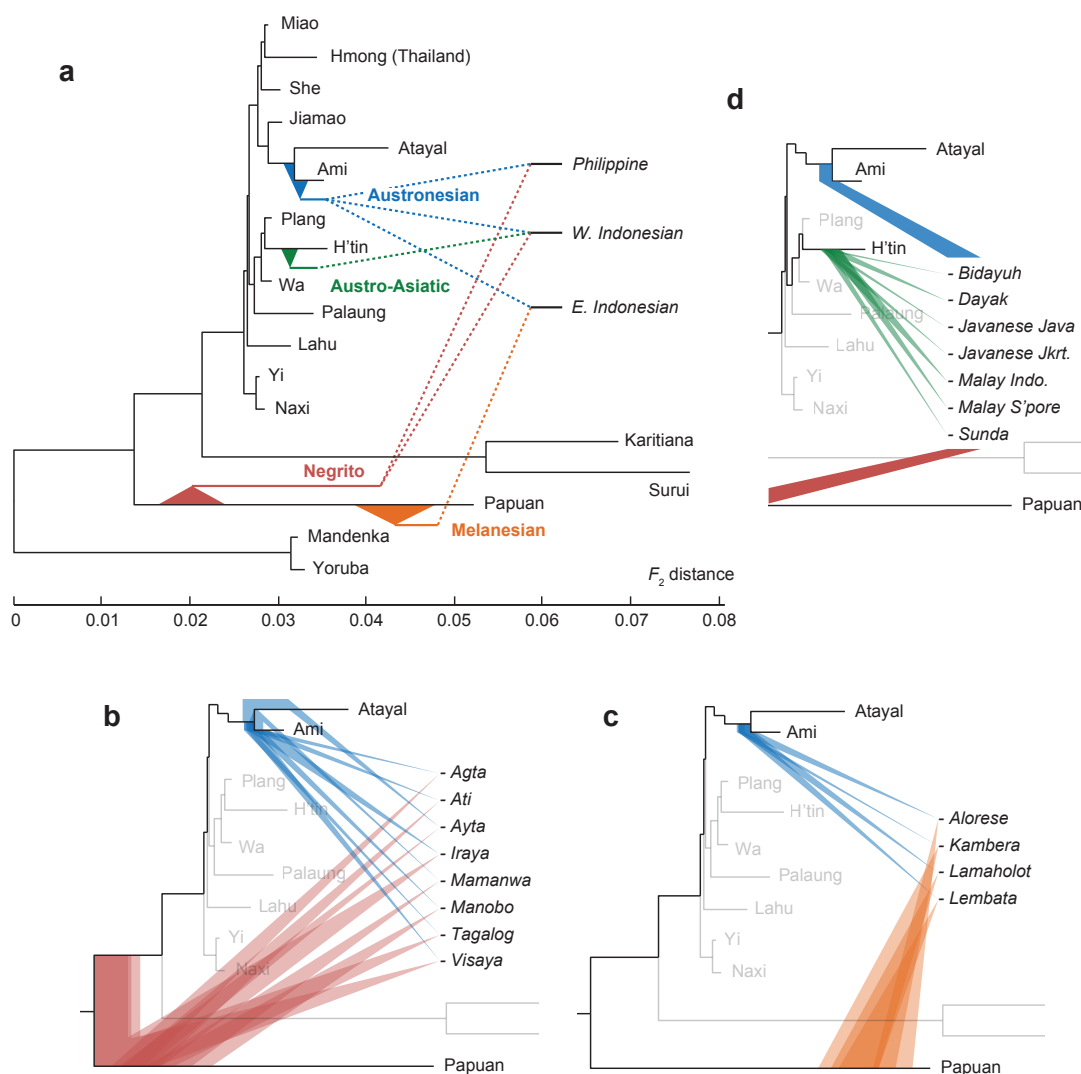 a
Miao
Hmong (Thailand)
She
Jiamao
Atayal
Ami
Austronesian
Philippine
Plang
H'tin
W. Indonesian
Wa
Austro-Asiatic
Palaung
E. Indonesian
Lahu
Yi
Naxi
Karitiana
Negrito
Surui
Papuan
Melanesian
Mandenka
Yoruba
F2 distance
0 0.01 0.02 0.03 0.04 0.05 0.06 0.07 0.08
d
Atayal
Ami
Plang
H'tin
Wa
Palaung
Lahu
Yi
Naxi
- Bidayuh
- Dayak
- Javanese Java
- Javanese Jkrt.
- Malay Indo.
- Malay S'pore
- Sunda
Papuan
b
Atayal
Ami
Plang
H'tin
Wa
Palaung
Lahu
Yi
Naxi
- Agta
- Ati
- Ayta
- Iraya
- Mamanwa
- Manobo
- Tagalog
- Visaya
Papuan
c
Atayal
Ami
Plang
H'tin
Wa
Palaung
Lahu
Yi
Naxi
- Alorese
- Kambera
- Lamaholot
- Lembata
Papuan